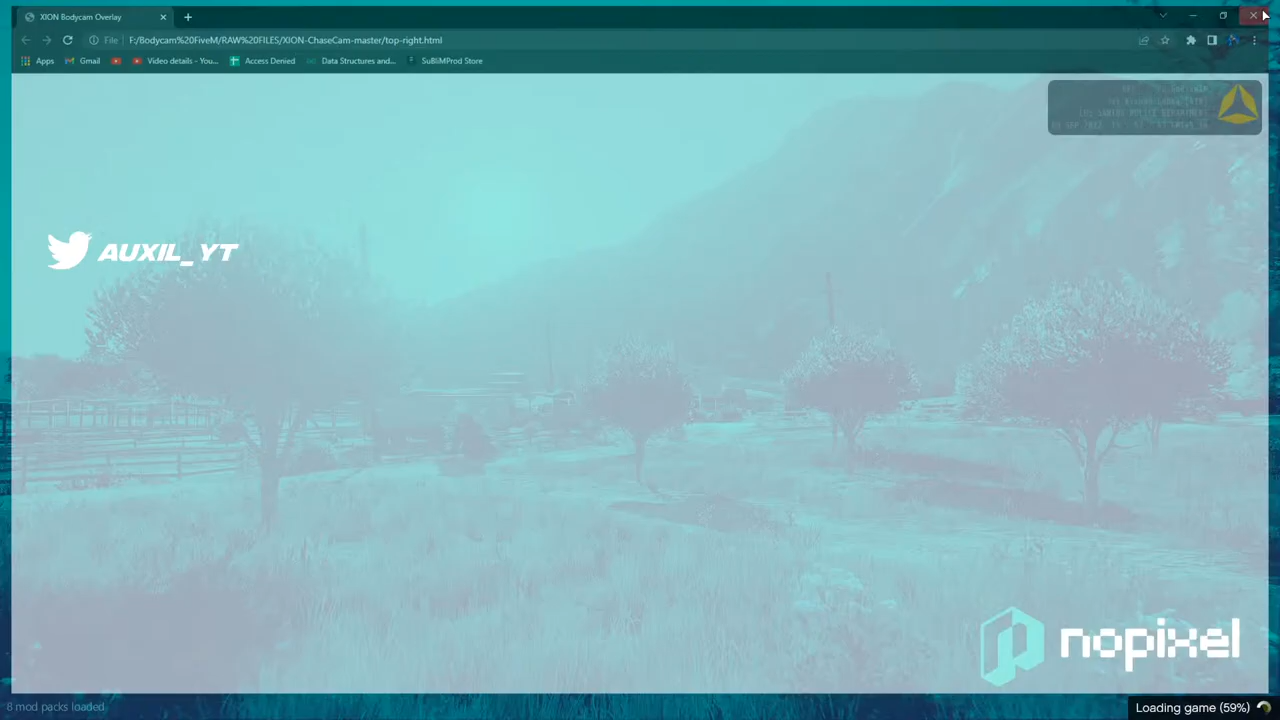 XION Bodycam Overlay
File
F:/Bodycam%20FiveM/RAW%20FILES/XION-ChaseCam-master/top-right.html
Apps
Gmail
Video details - You...
Access Denied
Data Structures and...
SuBliMProd Store
AUXIL_YT
nopixel
8 mod packs loaded
Loading game (59%)